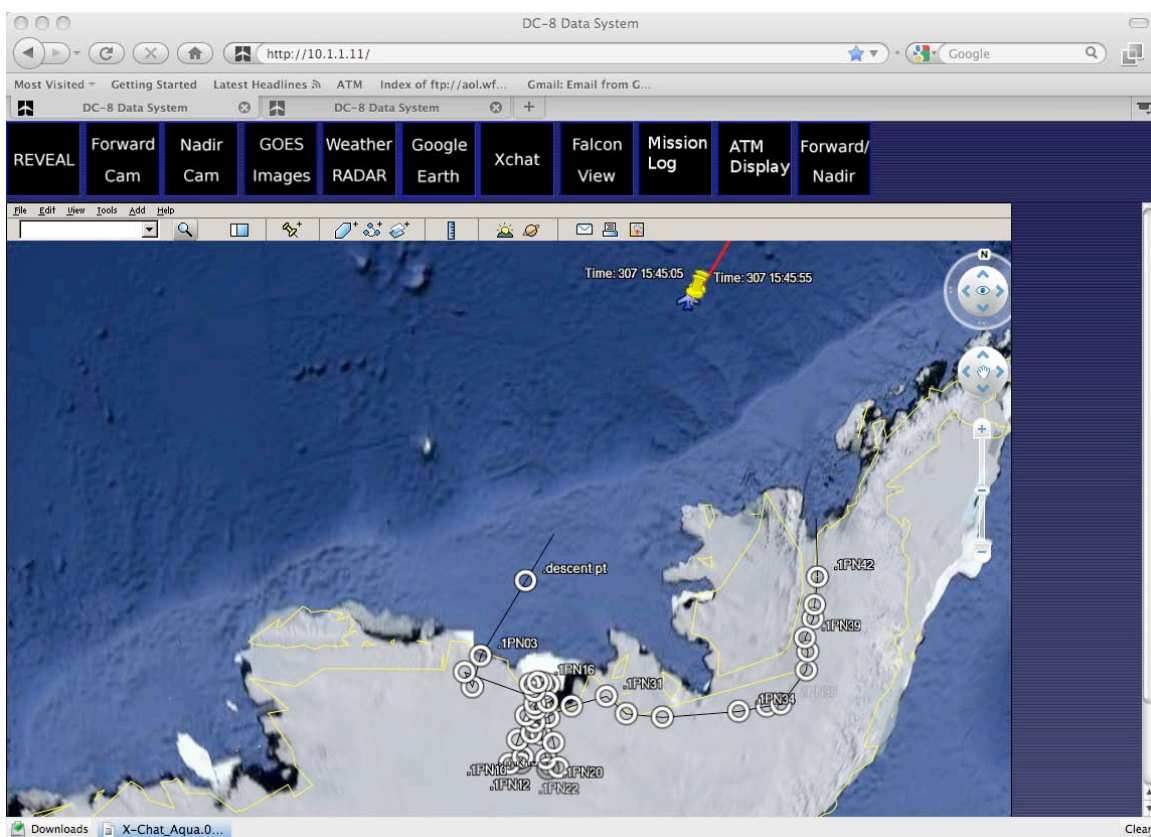 DC-8 Data System
http://10.1.1.11/
Google
Most Visited Getting Started Latest Headlines ATM Index of ftp://aol.wf... Gmail: Email from G...
DC-8 Data System DC-8 Data System
REVEAL Forward Cam Nadir Cam GOES Images Weather RADAR Google Earth Xchat Falcon View Mission Log ATM Display Forward/ Nadir
File Edit View Tools Add Help
N
Time: 307 15:45:05 Time: 307 15:45:55
.descent pt
.1PN42
.1PN39
.1PN03
.1PN16
.1PN31
.1PN34
.1PN10
.1PN20
.1PN12
.1PN22
Downloads X-Chat_Aqua.0... Clear